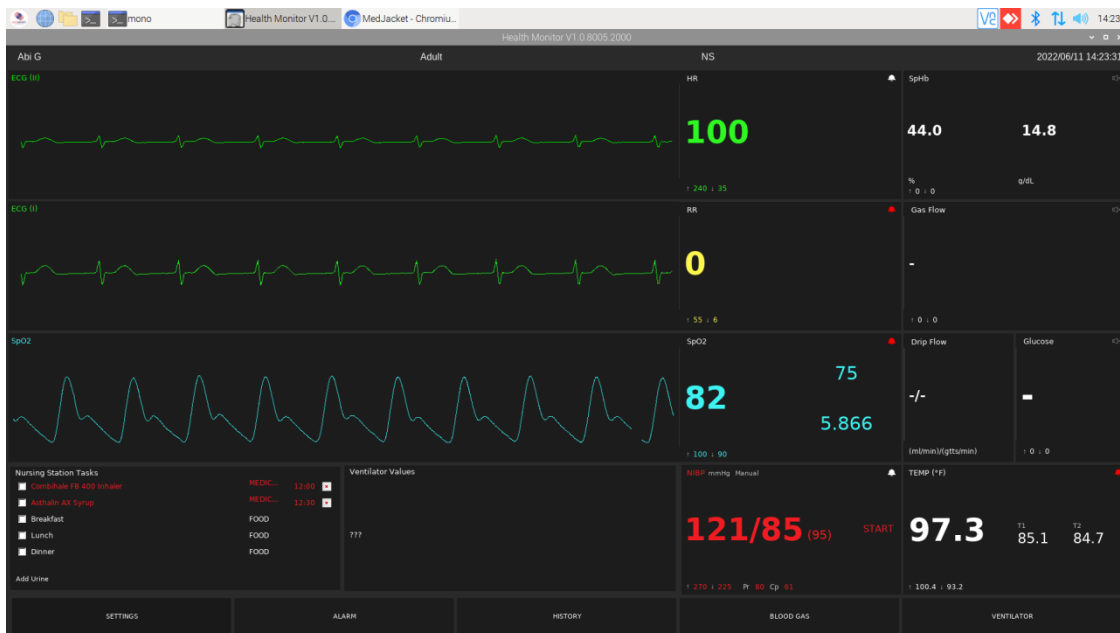 mono
Health Monitor V1.0....
MedJacket - Chromiu...
V2
14:23
Health Monitor V1.0.8005.2000
Abi G
Adult
NS
2022/06/11 14:23:31
ECG (II)
HR
SpHb
100
44.0
14.8
%
g/dL
↑ 240 ↓ 35
↑ 0 ↓ 0
ECG (I)
RR
Gas Flow
0
-
↑ 55 ↓ 6
↑ 0 ↓ 0
SpO2
SpO2
Drip Flow
Glucose
75
82
-/-
-
5.866
↑ 100 ↓ 90
(ml/min)/(gtts/min)
↑ 0 ↓ 0
Nursing Station Tasks
Combihale FB 400 Inhaler MEDIC... 12:00
Asthalin AX Syrup MEDIC... 12:30
Breakfast FOOD
Lunch FOOD
Dinner FOOD
Add Urine
Ventilator Values
???
NIBP mmHg Manual
121/85 (95) START
↑ 270 ↓ 225 Pr 80 Cp 61
TEMP (°F)
97.3
T1
85.1
T2
84.7
↑ 100.4 ↓ 93.2
SETTINGS
ALARM
HISTORY
BLOOD GAS
VENTILATOR